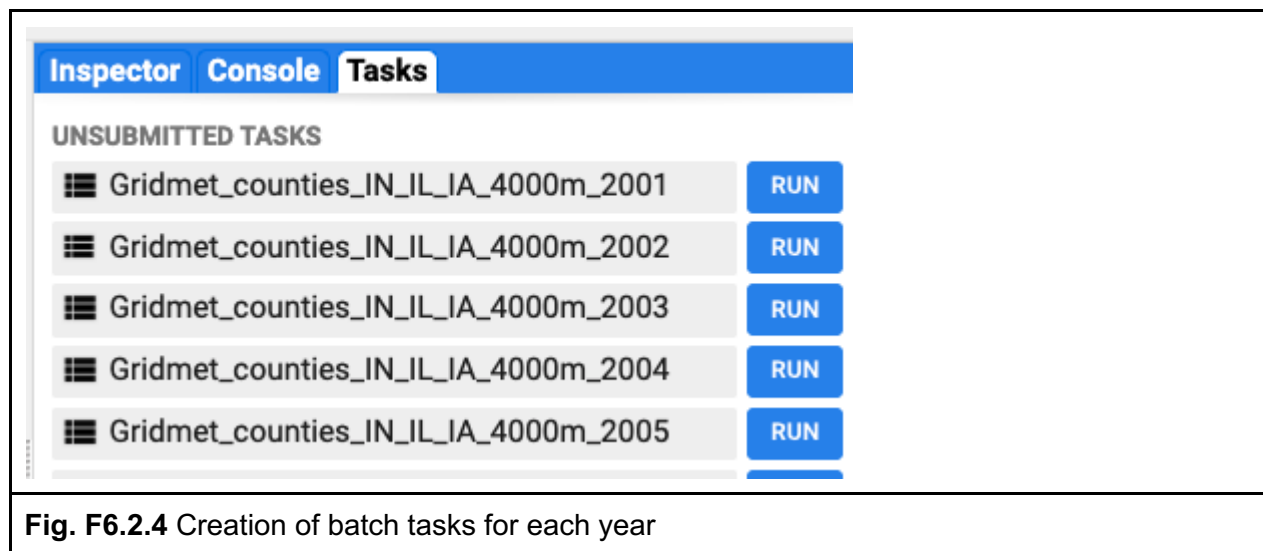 Inspector Console Tasks
UNSUBMITTED TASKS
Gridmet_counties_IN_IL_IA_4000m_2001 RUN
Gridmet_counties_IN_IL_IA_4000m_2002 RUN
Gridmet_counties_IN_IL_IA_4000m_2003 RUN
Gridmet_counties_IN_IL_IA_4000m_2004 RUN
Gridmet_counties_IN_IL_IA_4000m_2005 RUN
Fig. F6.2.4 Creation of batch tasks for each year